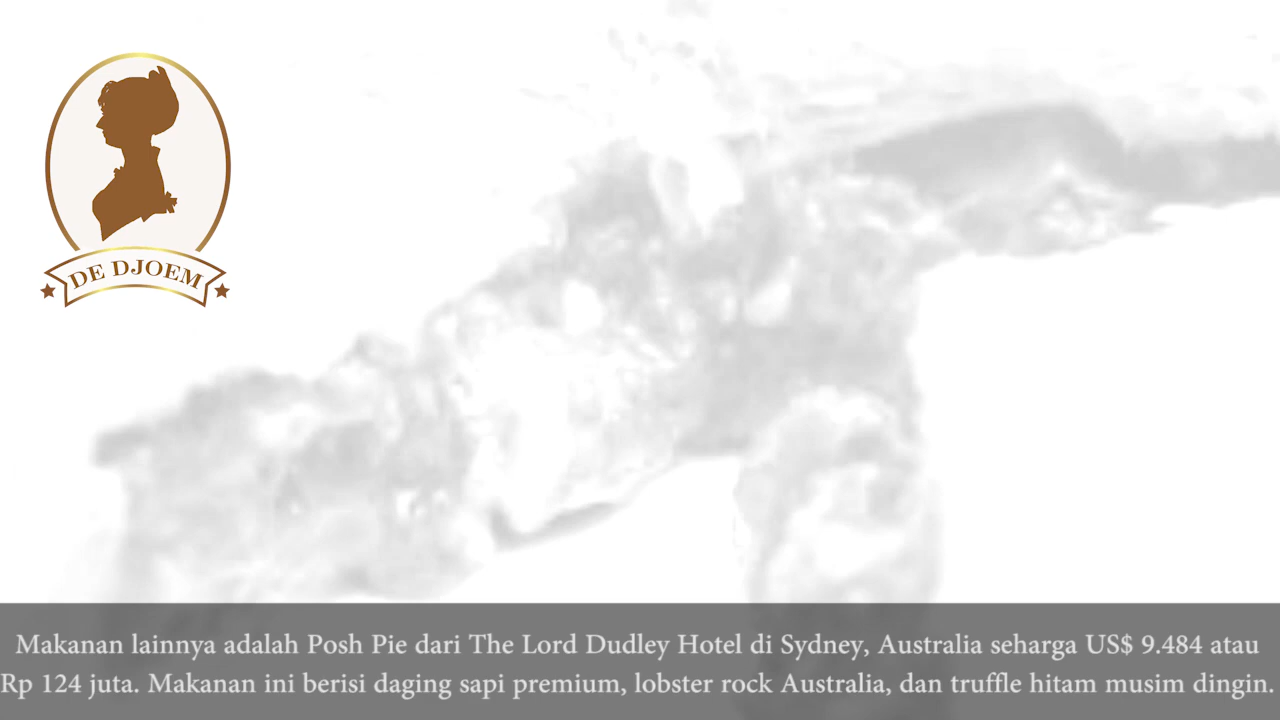 DE DJOEM
Makanan lainnya adalah Posh Pie dari The Lord Dudley Hotel di Sydney, Australia seharga US$ 9.484 atau
Rp 124 juta. Makanan ini berisi daging sapi premium, lobster rock Australia, dan truffle hitam musim dingin.